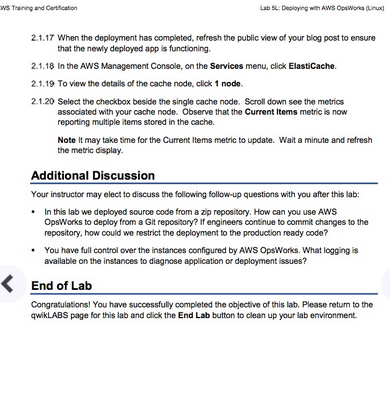 WS Training and Certification
Lab 5L: Deploying with AWS OpsWorks (Linux)
2.1.17 When the deployment has completed, refresh the public view of your blog post to ensure
that the newly deployed app is functioning.
2.1.18 In the AWS Management Console, on the Services menu, click ElastiCache.
2.1.19 To view the details of the cache node, click 1 node.
2.1.20 Select the checkbox beside the single cache node. Scroll down see the metrics
associated with your cache node. Observe that the Current Items metric is now
reporting multiple items stored in the cache.
Note It may take time for the Current Items metric to update. Wait a minute and refresh
the metric display.
Additional Discussion
Your instructor may elect to discuss the following follow-up questions with you after this lab:
▪ In this lab we deployed source code from a zip repository. How can you use AWS
OpsWorks to deploy from a Git repository? If engineers continue to commit changes to the
repository, how could we restrict the deployment to the production ready code?
▪ You have full control over the instances configured by AWS OpsWorks. What logging is
available on the instances to diagnose application or deployment issues?
End of Lab
Congratulations! You have successfully completed the objective of this lab. Please return to the
qwikLABS page for this lab and click the End Lab button to clean up your lab environment.